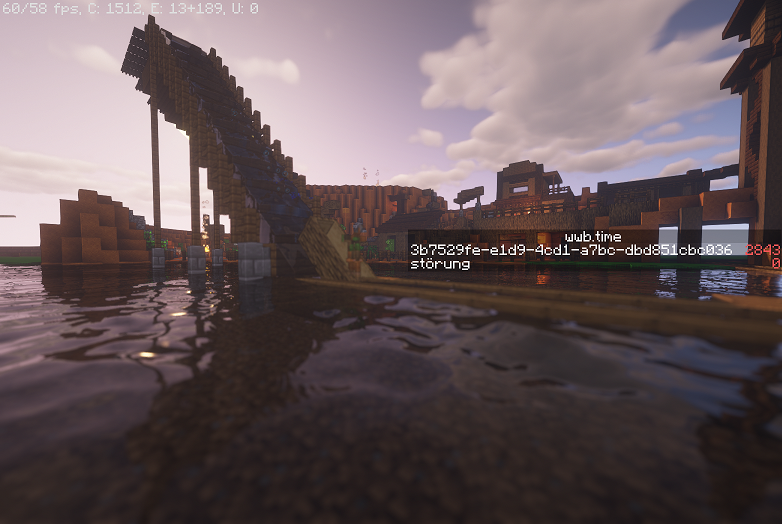 60/58 fps, C: 1512, E: 13+189, U: 0
wwb.time
3b7529fe-e1d9-4cd1-a7bc-dbd851cbc036 2843
störung 0